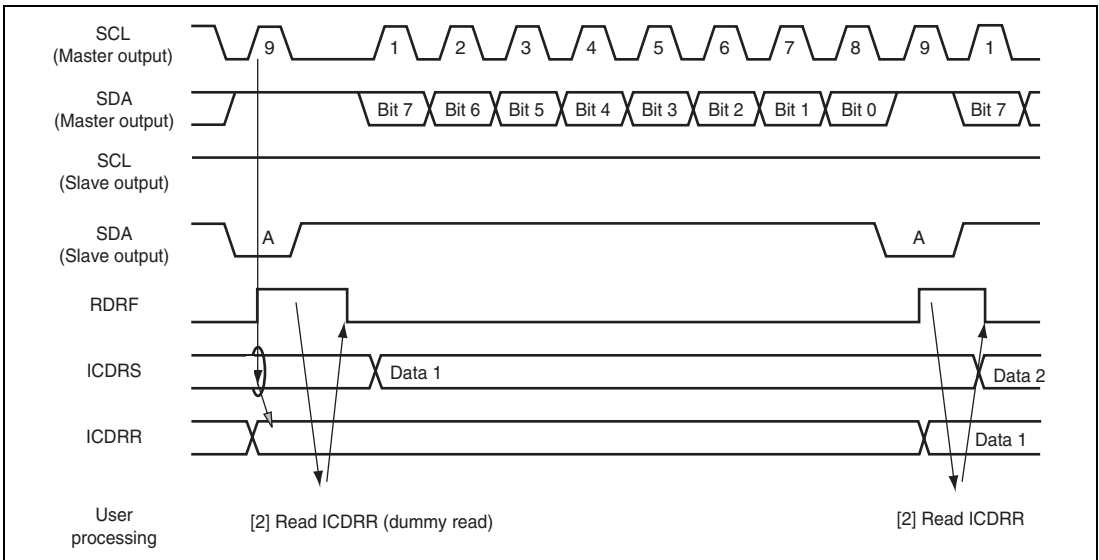 SCL
(Master output)
9 1 2 3 4 5 6 7 8 9 1
SDA
(Master output)
Bit 7 Bit 6 Bit 5 Bit 4 Bit 3 Bit 2 Bit 1 Bit 0 Bit 7
SCL
(Slave output)
SDA
(Slave output)
A A
RDRF
ICDRS
Data 1 Data 2
ICDRR
Data 1
User
processing
[2] Read ICDRR (dummy read) [2] Read ICDRR